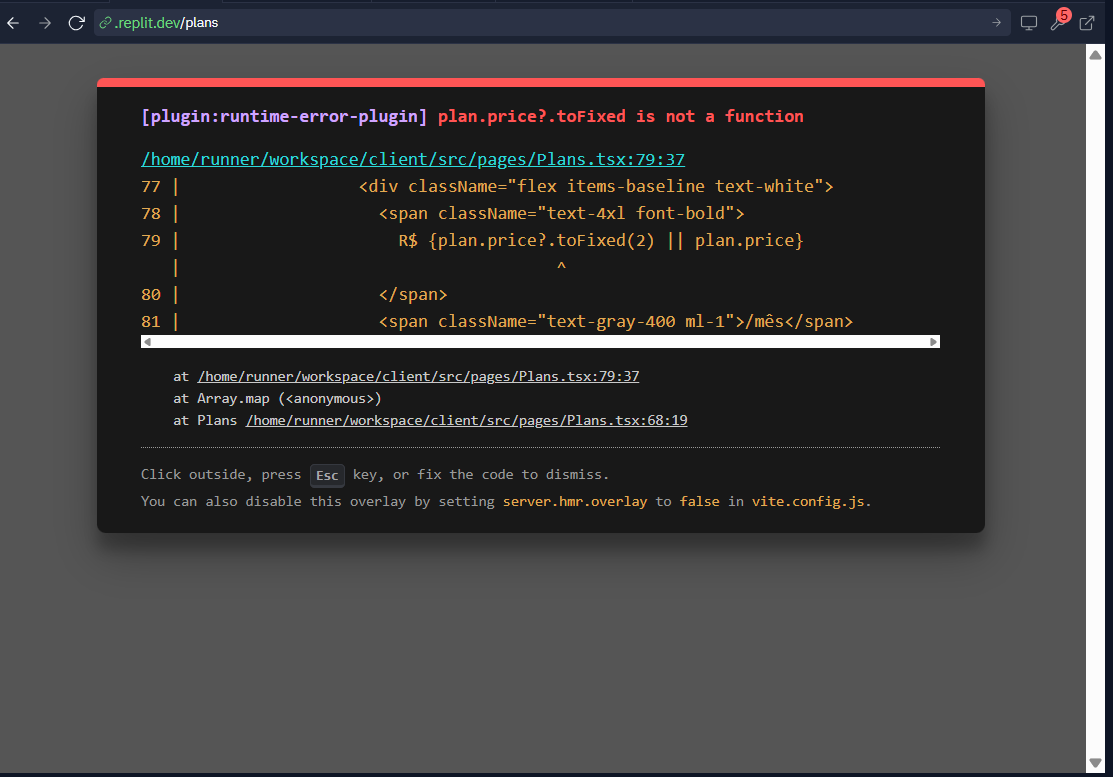 .replit.dev/plans
5
[plugin:runtime-error-plugin] plan.price?.toFixed is not a function
/home/runner/workspace/client/src/pages/Plans.tsx:79:37
77 | <div className="flex items-baseline text-white">
78 | <span className="text-4xl font-bold">
79 | R$ {plan.price?.toFixed(2) || plan.price}
| ^
80 | </span>
81 | <span className="text-gray-400 ml-1">/mês</span>
at /home/runner/workspace/client/src/pages/Plans.tsx:79:37
at Array.map (<anonymous>)
at Plans /home/runner/workspace/client/src/pages/Plans.tsx:68:19
Click outside, press Esc key, or fix the code to dismiss.
You can also disable this overlay by setting server.hmr.overlay to false in vite.config.js.